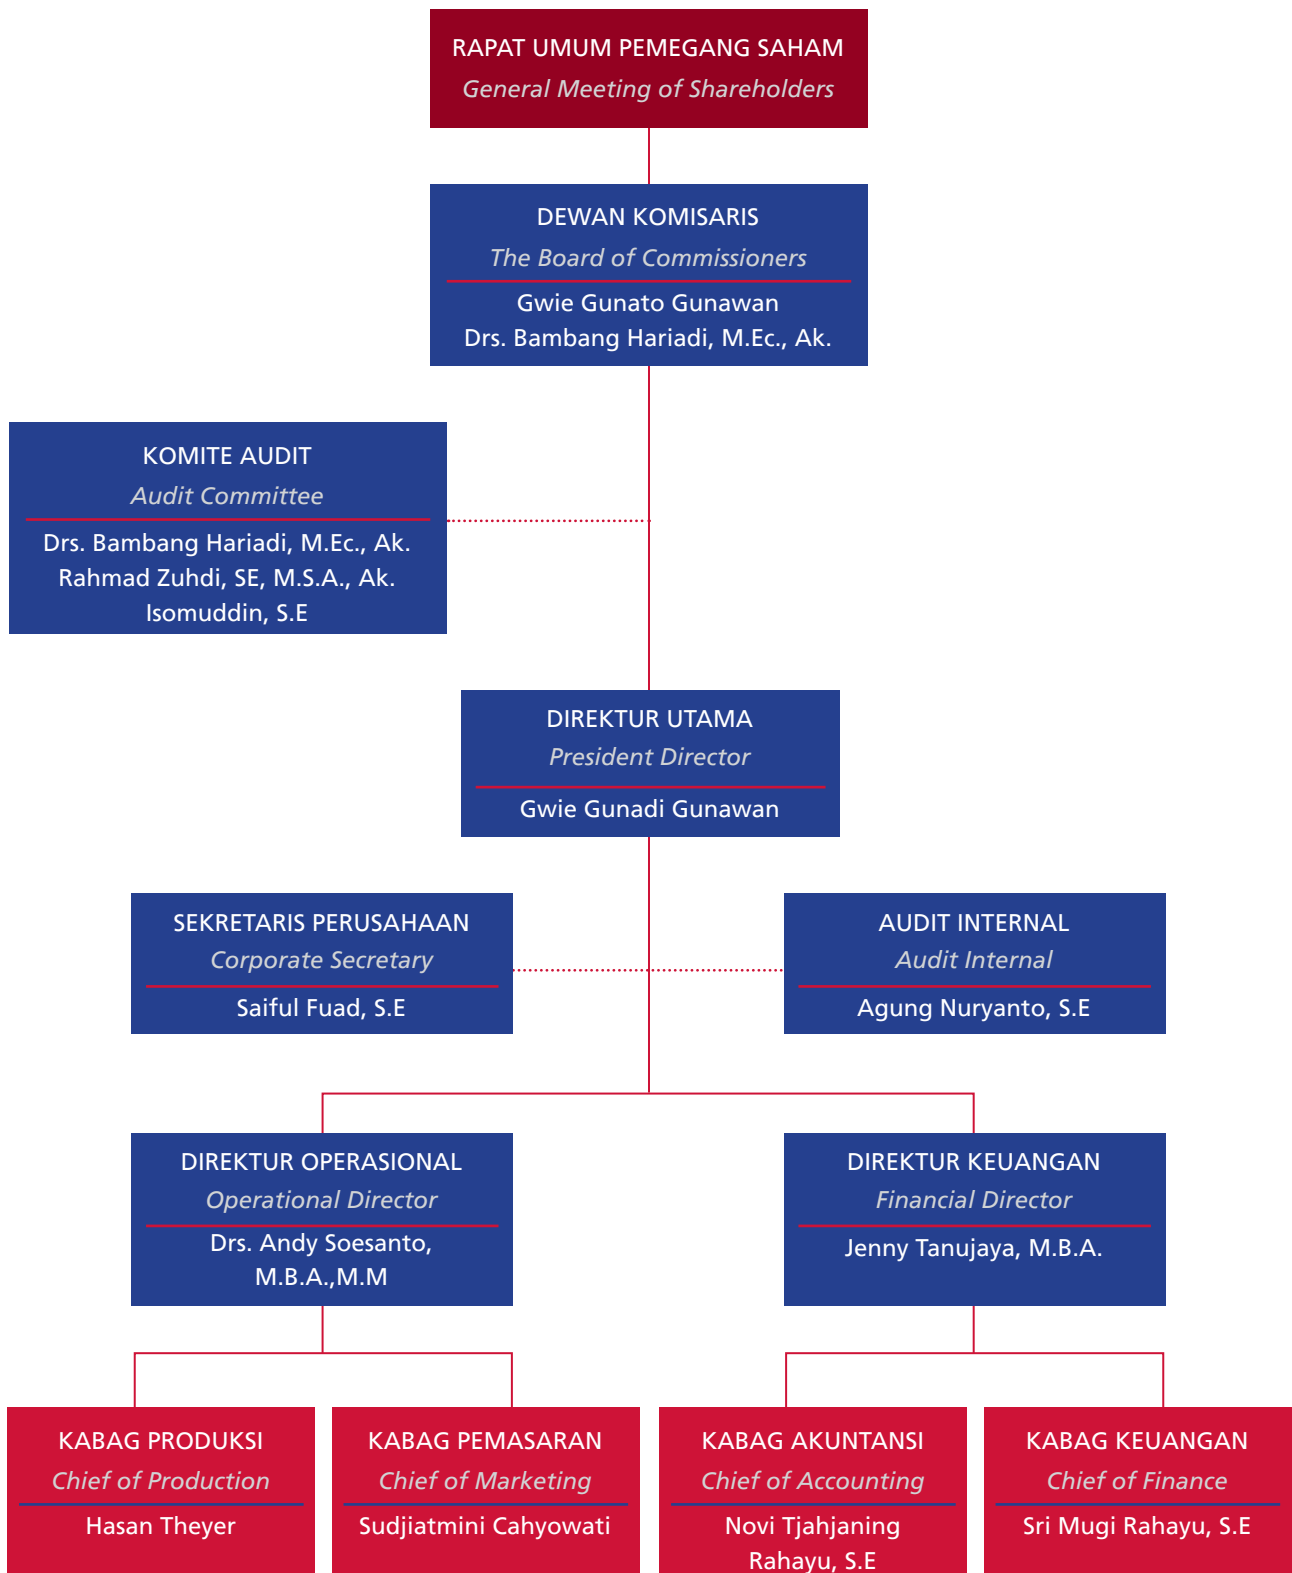 RAPAT UMUM PEMEGANG SAHAM
General Meeting of Shareholders
DEWAN KOMISARIS
The Board of Commissioners
Gwie Gunato Gunawan
Drs. Bambang Hariadi, M.Ec., Ak.
KOMITE AUDIT
Audit Committee
Drs. Bambang Hariadi, M.Ec., Ak.
Rahmad Zuhdi, SE, M.S.A., Ak.
Isomuddin, S.E
DIREKTUR UTAMA
President Director
Gwie Gunadi Gunawan
SEKRETARIS PERUSAHAAN
Corporate Secretary
Saiful Fuad, S.E
AUDIT INTERNAL
Audit Internal
Agung Nuryanto, S.E
DIREKTUR OPERASIONAL
Operational Director
Drs. Andy Soesanto,
M.B.A.,M.M
DIREKTUR KEUANGAN
Financial Director
Jenny Tanujaya, M.B.A.
KABAG PRODUKSI
Chief of Production
Hasan Theyer
KABAG PEMASARAN
Chief of Marketing
Sudjiatmini Cahyowati
KABAG AKUNTANSI
Chief of Accounting
Novi Tjahjaning
Rahayu, S.E
KABAG KEUANGAN
Chief of Finance
Sri Mugi Rahayu, S.E